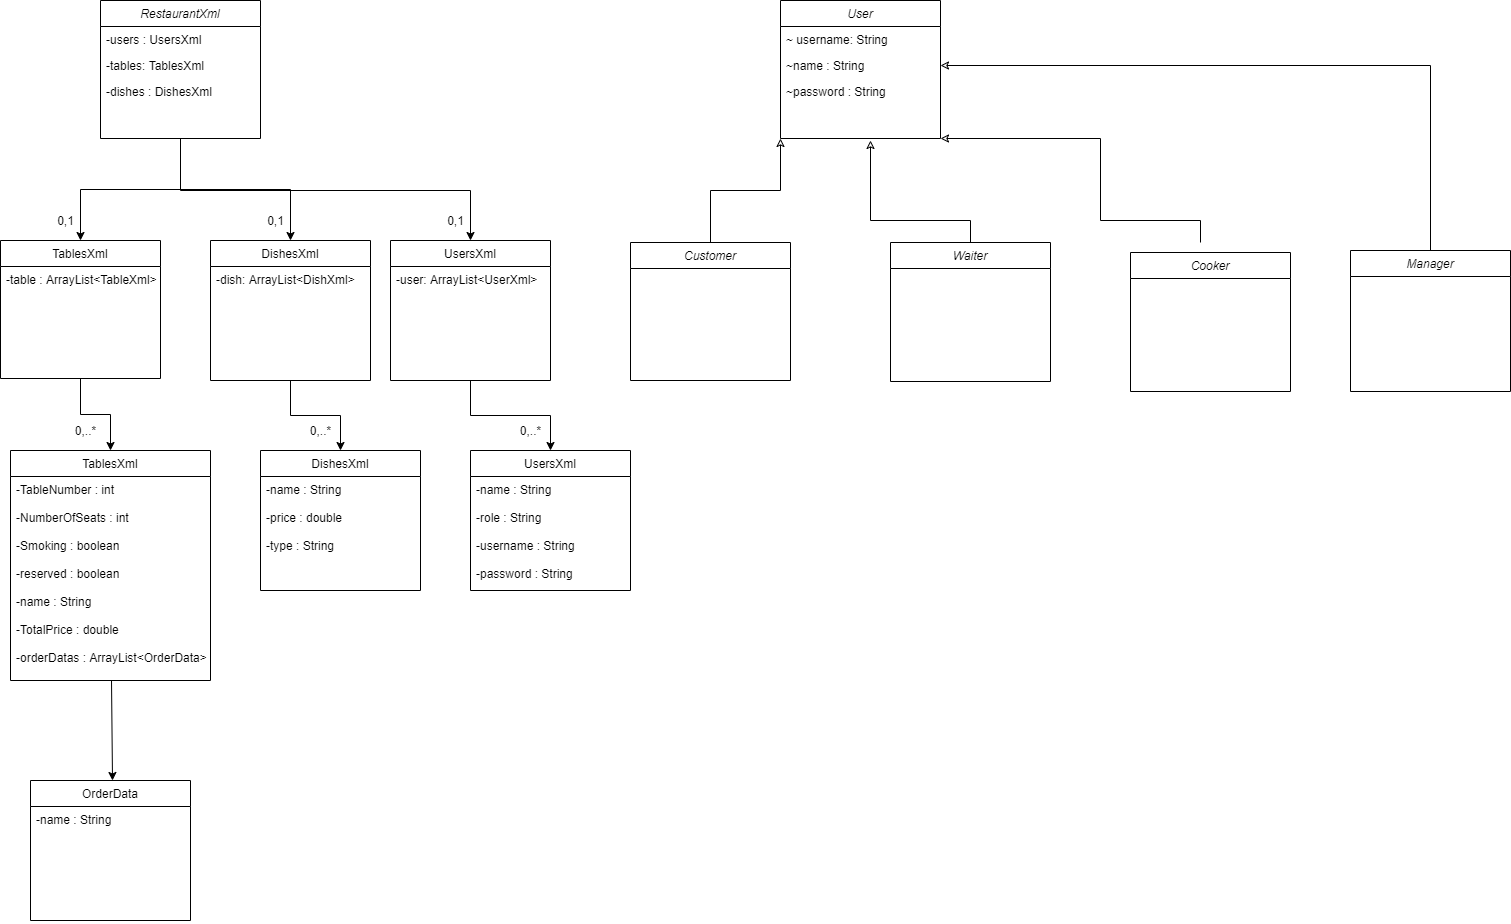 RestaurantXml
-users : UsersXml
-tables: TablesXml
-dishes : DishesXml
User
~ username: String
~name : String
~password : String
0,1
0,1
0,1
TablesXml
-table : ArrayList<TableXml>
DishesXml
-dish: ArrayList<DishXml>
UsersXml
-user: ArrayList<UserXml>
Customer
Waiter
Cooker
Manager
0,..*
0,..*
0,..*
TablesXml
-TableNumber : int
-NumberOfSeats : int
-Smoking : boolean
-reserved : boolean
-name : String
-TotalPrice : double
-orderDatas : ArrayList<OrderData>
DishesXml
-name : String
-price : double
-type : String
UsersXml
-name : String
-role : String
-username : String
-password : String
OrderData
-name : String